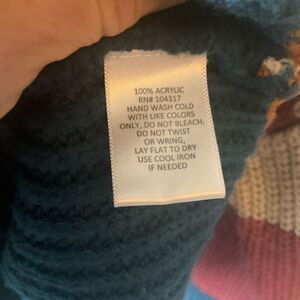 100% ACRYLIC
RN# 104317
HAND WASH COLD
WITH LIKE COLORS
ONLY, DO NOT BLEACH,
DO NOT TWIST
OR WRING,
LAY FLAT TO DRY
USE COOL IRON
IF NEEDED